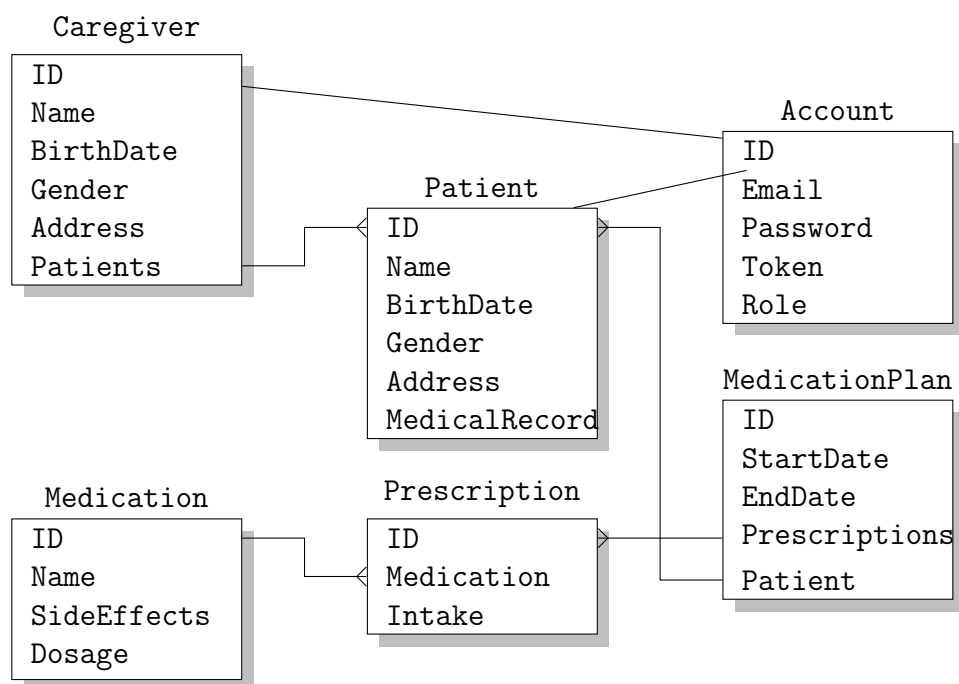 Caregiver
ID
Name
BirthDate
Gender
Address
Patients
Patient
ID
Name
BirthDate
Gender
Address
MedicalRecord
Account
ID
Email
Password
Token
Role
MedicationPlan
ID
StartDate
EndDate
Prescriptions
Patient
Medication
ID
Name
SideEffects
Dosage
Prescription
ID
Medication
Intake